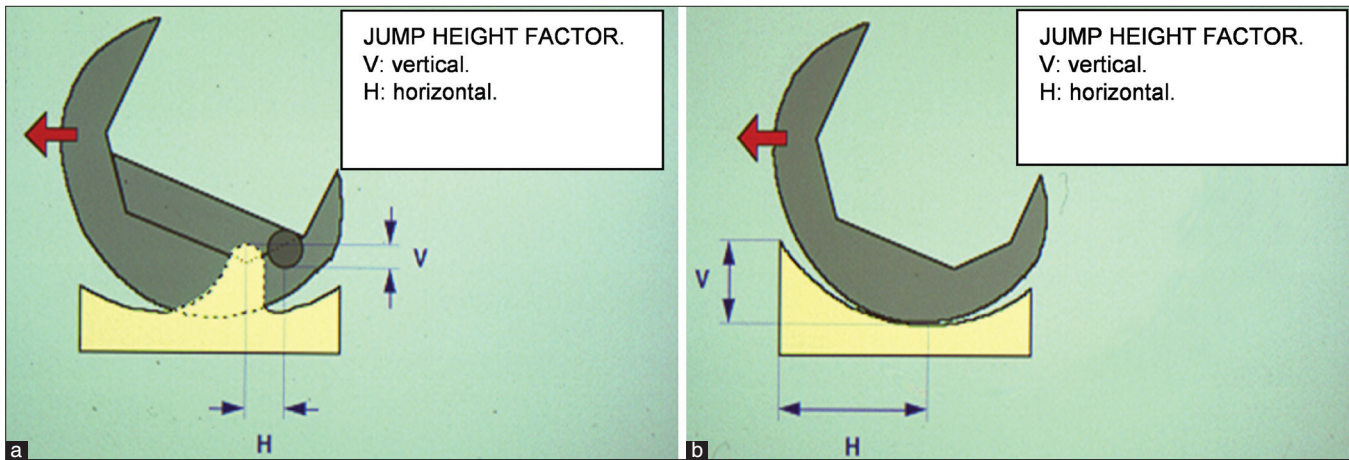 JUMP HEIGHT FACTOR.
V: vertical.
H: horizontal.
V
H
a
JUMP HEIGHT FACTOR.
V: vertical.
H: horizontal.
V
H
b